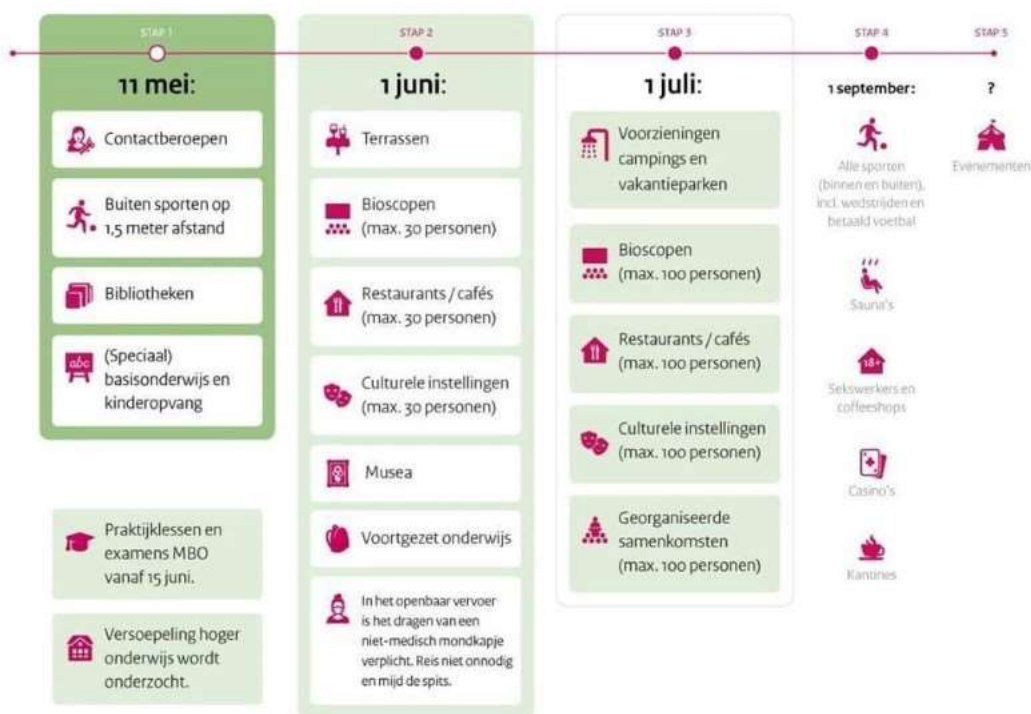 STAP 1
11 mei:
Contactberoepen
Buiten sporten op
1,5 meter afstand
Bibliotheken
abc
(Speciaal)
basisonderwijs en
kinderopvang
Praktijklessen en
examens MBO
vanaf 15 juni.
Versoepeling hoger
onderwijs wordt
onderzocht.
STAP 2
1 juni:
Terrassen
Bioscopen
(max. 30 personen)
Restaurants / cafés
(max. 30 personen)
Culturele instellingen
(max. 30 personen)
Musea
Voortgezet onderwijs
In het openbaar vervoer
is het dragen van een
niet-medisch mondkapje
verplicht. Reis niet onnodig
en mijd de spits.
STAP 3
1 juli:
Voorzieningen
campings en
vakantieparken
Bioscopen
(max. 100 personen)
Restaurants / cafés
(max. 100 personen)
Culturele instellingen
(max. 100 personen)
Georganiseerde
samenkomsten
(max. 100 personen)
STAP 4
1 september:
Alle sporten
(binnen en buiten),
incl. wedstrijden en
betaald voetbal
Sauna's
18+
Sekswerkers en
coffeeshops
Casino's
Kantines
STAP 5
?
Evenementen